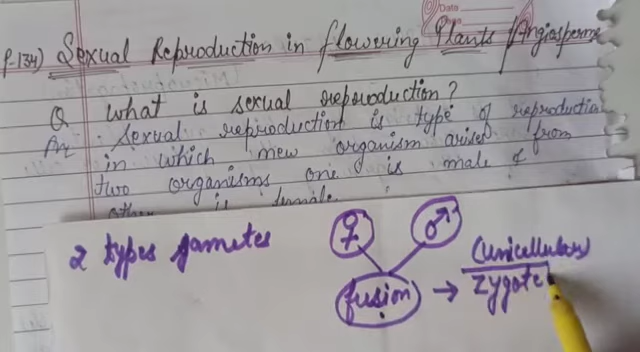 P-134) Sexual Reproduction in flowering Plants / Angiosperms
Date
Q What is sexual reproduction?
An: Sexual reproduction is type of reproduction
in which new organism arises from
two organisms one is male &
other is female.
2 types gametes
♀ ♂
fusion → (Unicellular)
Zygote